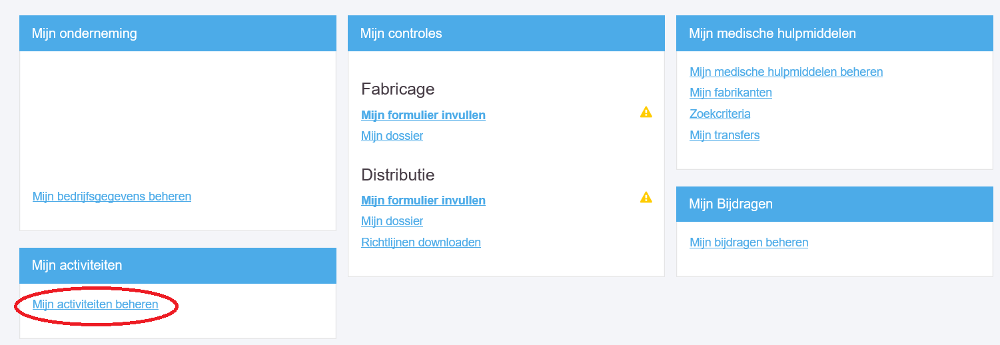 Mijn onderneming
Mijn bedrijfsgegevens beheren
Mijn activiteiten
Mijn activiteiten beheren
Mijn controles
Fabricage
Mijn formulier invullen
Mijn dossier
Distributie
Mijn formulier invullen
Mijn dossier
Richtlijnen downloaden
Mijn medische hulpmiddelen
Mijn medische hulpmiddelen beheren
Mijn fabrikanten
Zoekcriteria
Mijn transfers
Mijn Bijdragen
Mijn bijdragen beheren